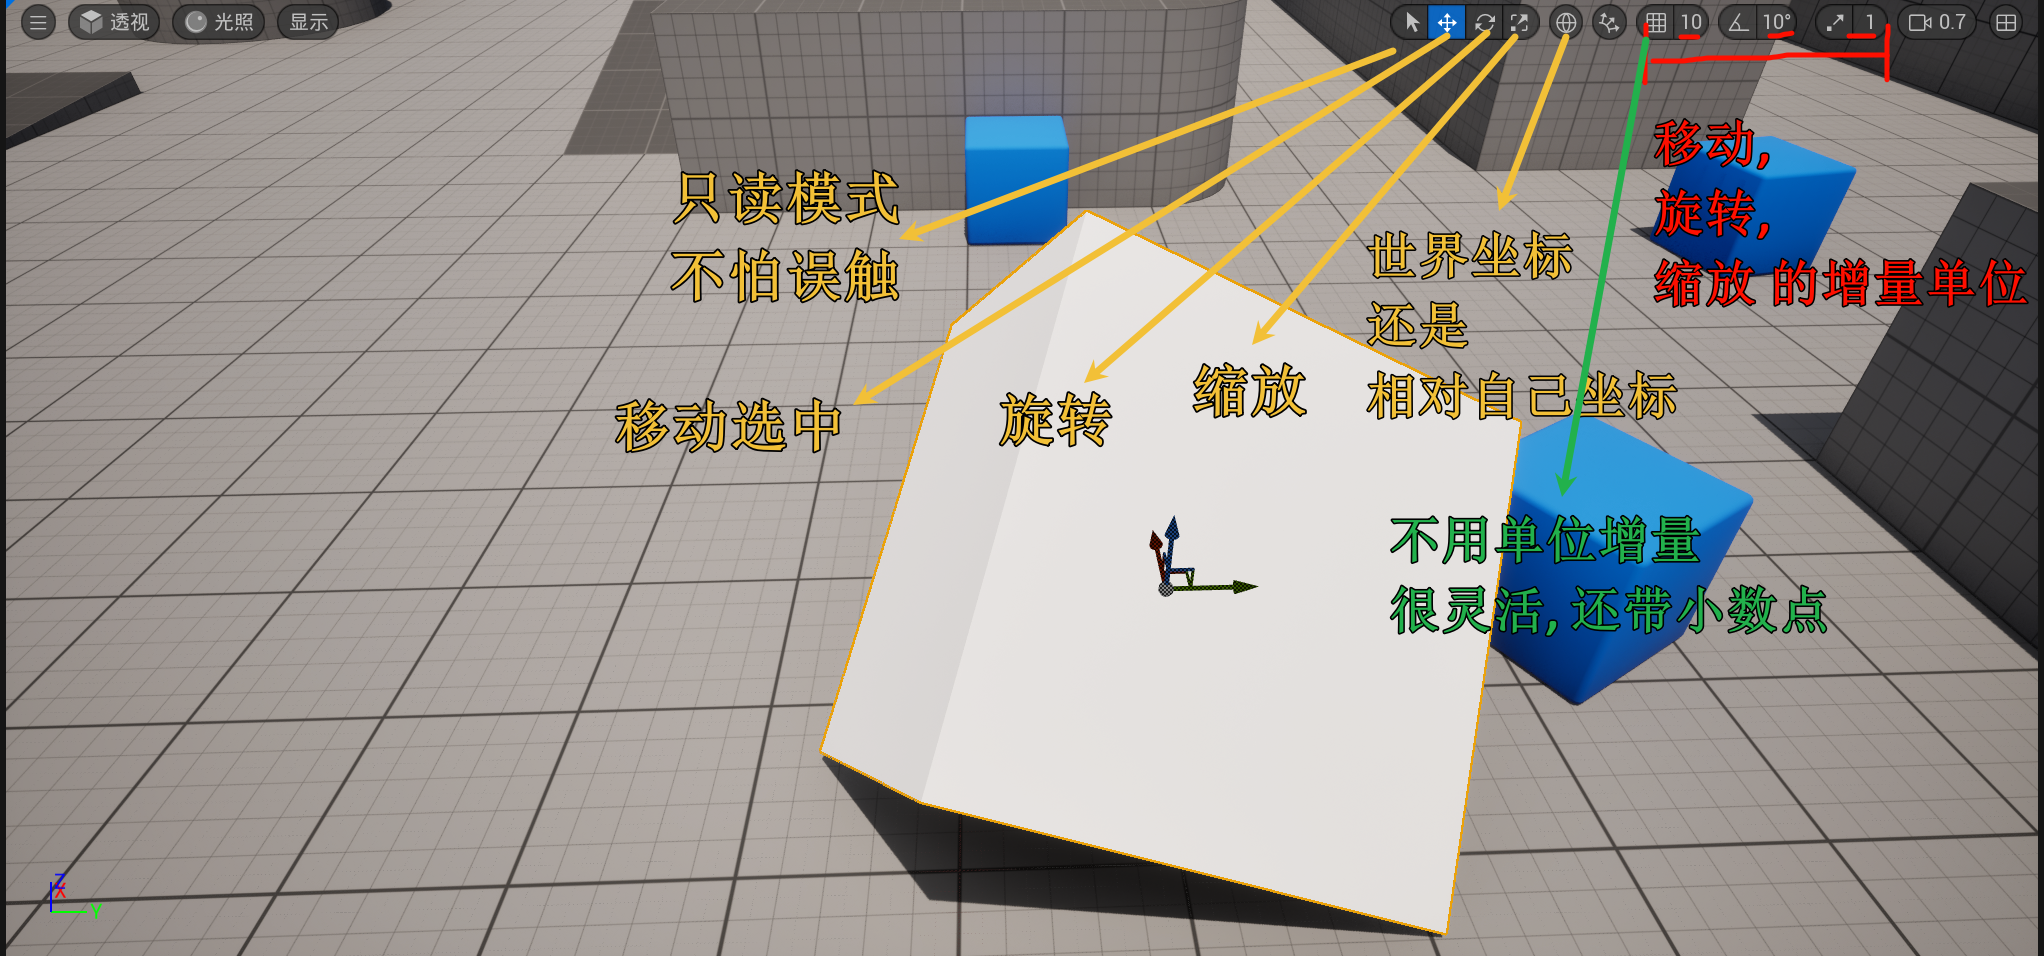 透视 光照 显示 10 10° 1 0.7
只读模式
不怕误触
移动选中
旋转
缩放
世界坐标
还是
相对自己坐标
移动,
旋转,
缩放 的增量单位
不用单位增量
很灵活, 还带小数点
Z
X
Y